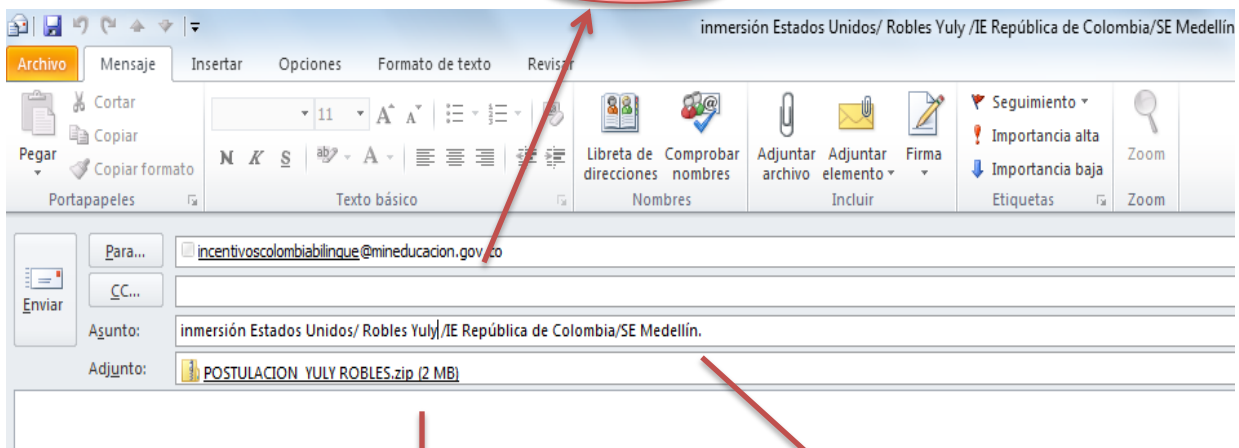 inmersión Estados Unidos/ Robles Yuly /IE República de Colombia/SE Medellín
Archivo Mensaje Insertar Opciones Formato de texto Revisar
Pegar
Cortar
Copiar
Copiar formato
Portapapeles
11 A A
N K S ab A
Texto básico
Libreta de direcciones
Comprobar nombres
Nombres
Adjuntar archivo
Adjuntar elemento
Firma
Incluir
Seguimiento
Importancia alta
Importancia baja
Etiquetas
Zoom
Zoom
Enviar
Para... incentivoscolombiabilingue@mineducacion.gov.co
CC...
Asunto: inmersión Estados Unidos/ Robles Yuly /IE República de Colombia/SE Medellín.
Adjunto: POSTULACION YULY ROBLES.zip (2 MB)